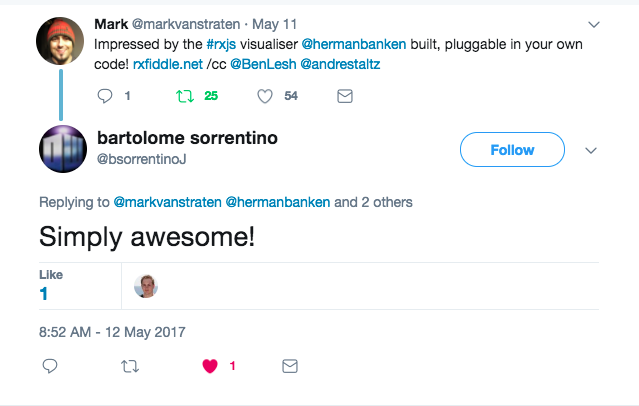 Mark @markvanstraten · May 11
Impressed by the #rxjs visualiser @hermanbanken built, pluggable in your own
code! rxfiddle.net /cc @BenLesh @andrestaltz
1 25 54
bartolome sorrentino
@bsorrentinoJ
Follow
Replying to @markvanstraten @hermanbanken and 2 others
Simply awesome!
Like
1
8:52 AM - 12 May 2017
1